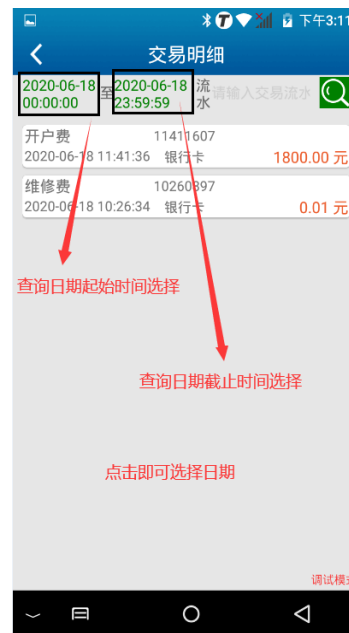 下午3:11
交易明细
2020-06-18 00:00:00 至 2020-06-18 23:59:59 流水 请输入交易流水
开户费 11411607
2020-06-18 11:41:36 银行卡 1800.00 元
维修费 10260397
2020-06-18 10:26:34 银行卡 0.01 元
查询日期起始时间选择
查询日期截止时间选择
点击即可选择日期
调试模